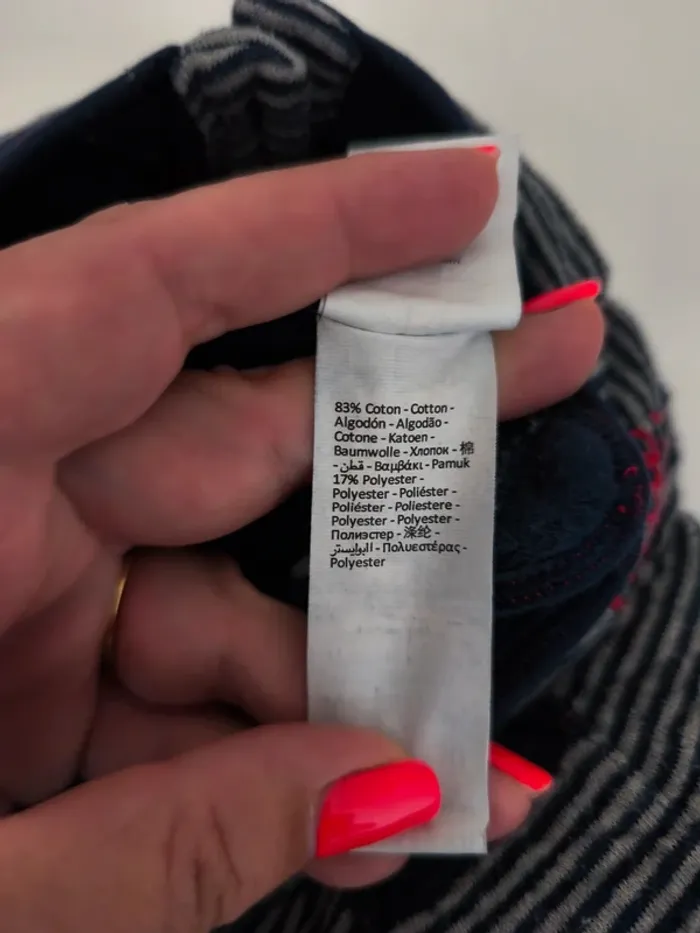 83% Coton - Cotton -
Algodón - Algodão -
Cotone - Katoen -
Baumwolle - Хлопок - 棉
- قطن - Βαμβάκι - Pamuk
17% Polyester -
Polyester - Poliéster -
Poliéster - Poliestere -
Polyester - Polyester -
Полиэстер - 涤纶 -
البوليستر - Πολυεστέρας -
Polyester